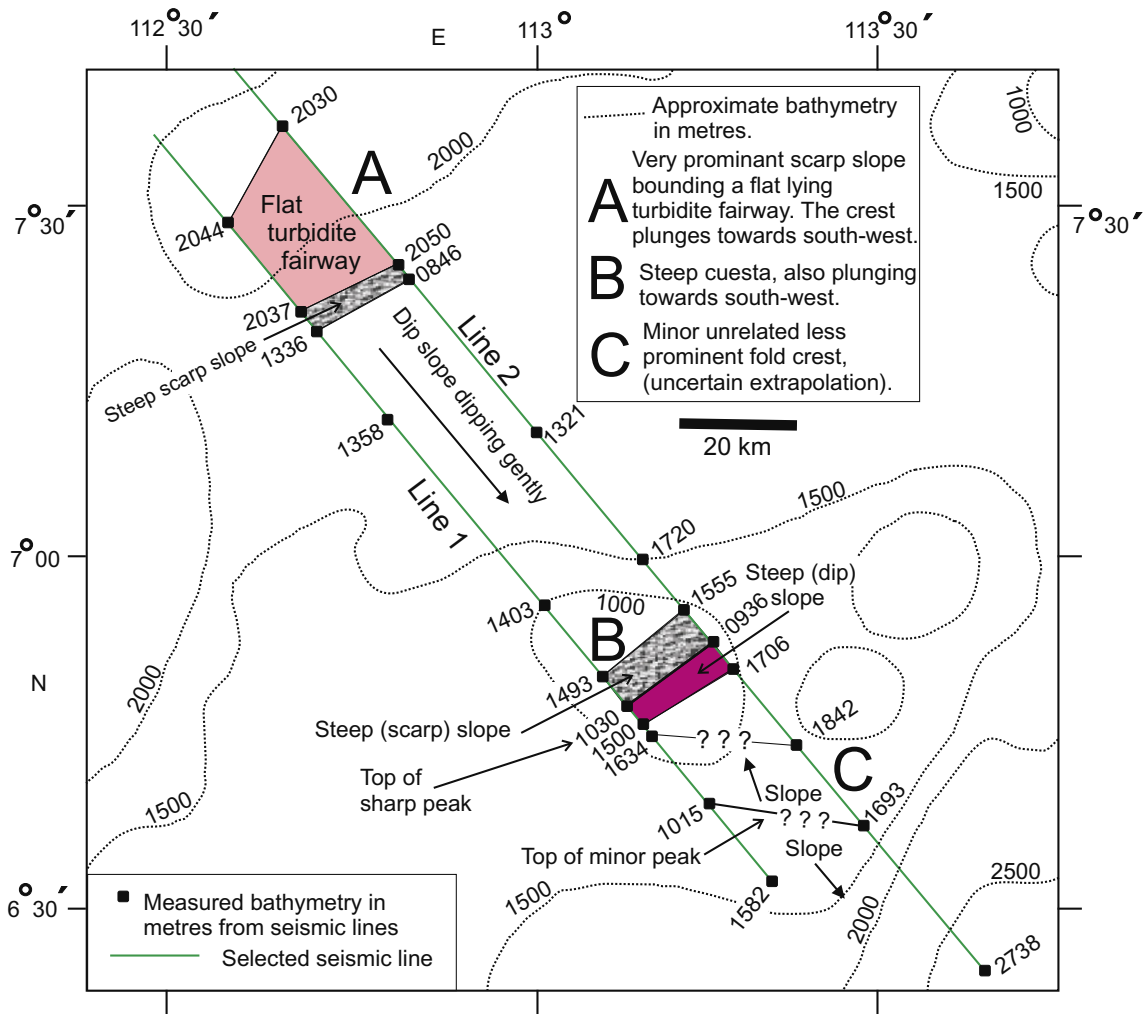 112°30′
E
113°
113°30′
2030
2000
A
1000
1500
Approximate bathymetry
in metres.
A
Very prominant scarp slope
bounding a flat lying
turbidite fairway. The crest
plunges towards south-west.
B
Steep cuesta, also plunging
towards south-west.
C
Minor unrelated less
prominent fold crest,
(uncertain extrapolation).
7°30′
7°30′
Flat
turbidite
fairway
2044
2050
0846
2037
1336
Steep scarp slope
Line 2
Dip slope dipping gently
20 km
1358
1321
Line 1
1500
7°00
1720
Steep (dip)
slope
1000
1555
0936
1403
B
1706
N
2000
1493
Steep (scarp) slope
1030
1500
1634
? ? ?
1842
C
Top of
sharp peak
Slope
1500
1015
? ? ?
1693
Top of minor peak
Slope
2500
1582
1500
2000
6°30′
2738
Measured bathymetry in
metres from seismic lines
Selected seismic line